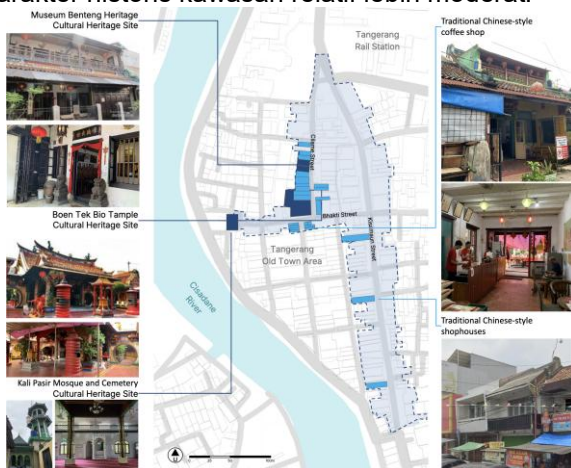 arakter historis kawasan relatif lebih moderat.
Museum Benteng Heritage
Cultural Heritage Site
Tangerang
Rail Station
Traditional Chinese-style
coffee shop
Cilame Street
Boen Tek Bio Tample
Cultural Heritage Site
Bhakti Street
Kisamaun Street
Tangerang
Old Town Area
Cisadane
River
Traditional Chinese-style
shophouses
Kali Pasir Mosque and Cemetery
Cultural Heritage Site